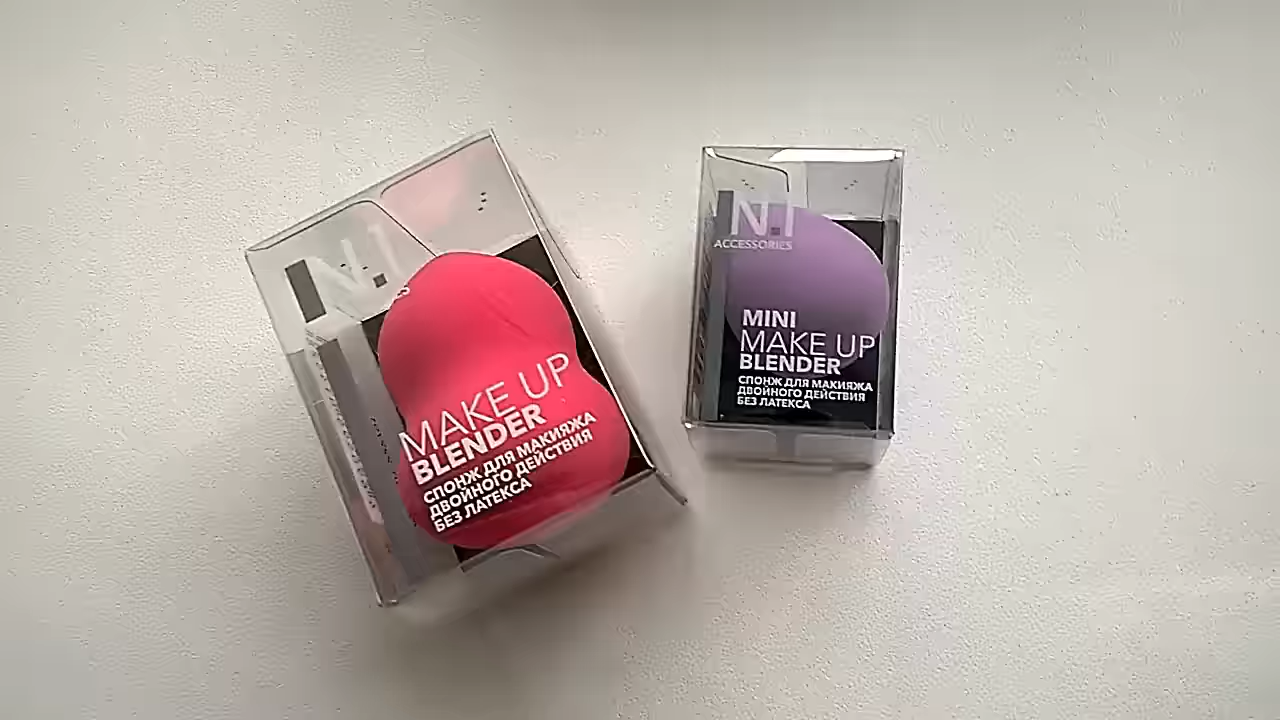 N.1
MAKE UP
BLENDER
СПОНЖ ДЛЯ МАКИЯЖА
ДВОЙНОГО ДЕЙСТВИЯ
БЕЗ ЛАТЕКСА
N.1
ACCESSORIES
MINI
MAKE UP
BLENDER
СПОНЖ ДЛЯ МАКИЯЖА
ДВОЙНОГО ДЕЙСТВИЯ
БЕЗ ЛАТЕКСА